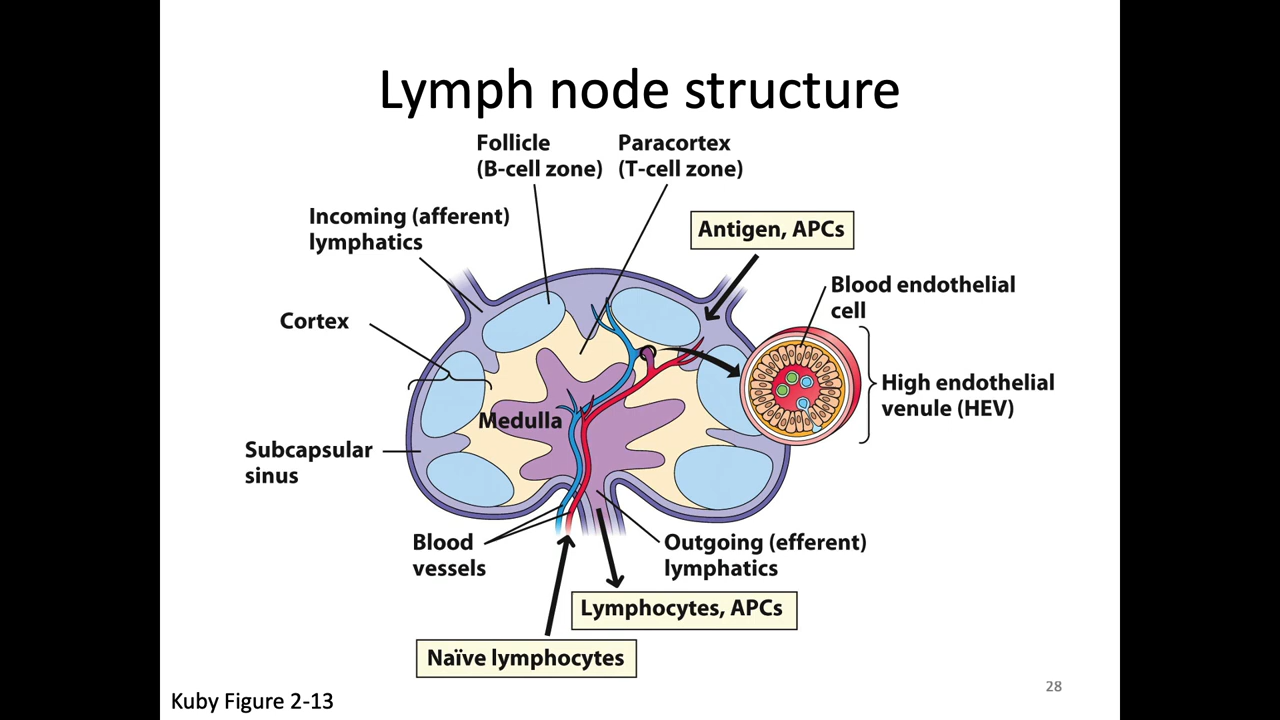 Lymph node structure
Follicle
(B-cell zone)
Paracortex
(T-cell zone)
Incoming (afferent)
lymphatics
Antigen, APCs
Blood endothelial
cell
Cortex
High endothelial
venule (HEV)
Medulla
Subcapsular
sinus
Blood
vessels
Outgoing (efferent)
lymphatics
Lymphocytes, APCs
Naïve lymphocytes
Kuby Figure 2-13
28